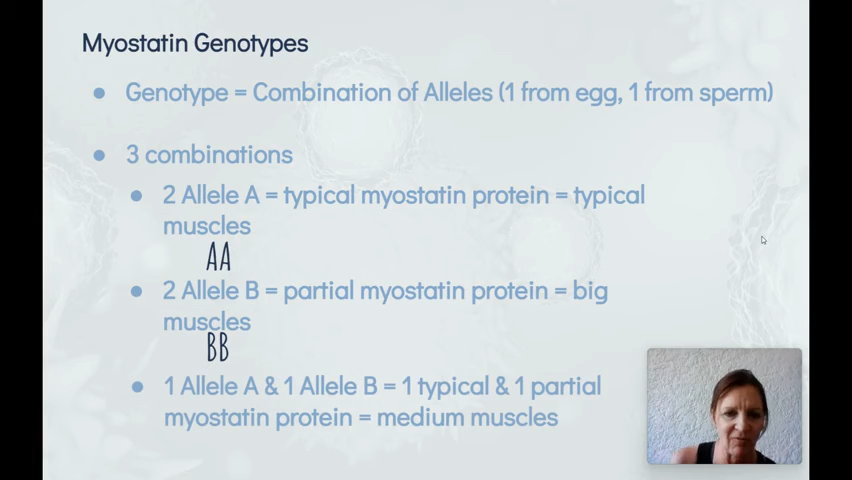 Myostatin Genotypes
● Genotype = Combination of Alleles (1 from egg, 1 from sperm)
● 3 combinations
● 2 Allele A = typical myostatin protein = typical
muscles
AA
● 2 Allele B = partial myostatin protein = big
muscles
BB
● 1 Allele A & 1 Allele B = 1 typical & 1 partial
myostatin protein = medium muscles